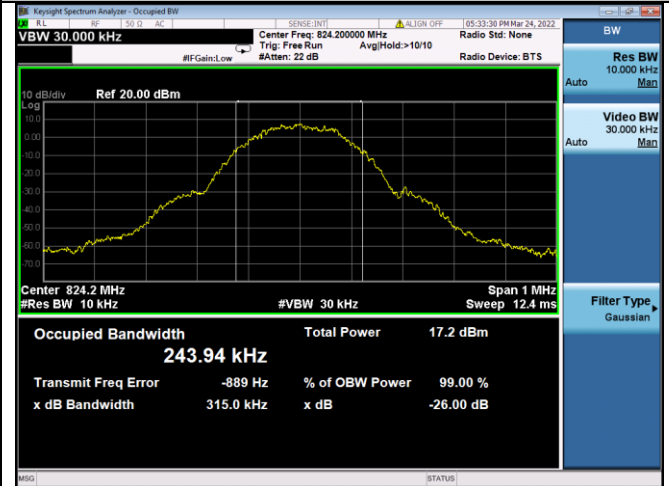 Keysight Spectrum Analyzer - Occupied BW
RL RF 50 Ω AC SENSE:INT ALIGN OFF 05:33:30 PM Mar 24, 2022
VBW 30.000 kHz
Center Freq: 824.200000 MHz Radio Std: None
Trig: Free Run Avg|Hold:>10/10
#IFGain:Low #Atten: 22 dB Radio Device: BTS
10 dB/div Ref 20.00 dBm
Log
10.0
0.00
-10.0
-20.0
-30.0
-40.0
-50.0
-60.0
-70.0
Center 824.2 MHz Span 1 MHz
#Res BW 10 kHz #VBW 30 kHz Sweep 12.4 ms
Occupied Bandwidth Total Power 17.2 dBm
243.94 kHz
Transmit Freq Error -889 Hz % of OBW Power 99.00 %
x dB Bandwidth 315.0 kHz x dB -26.00 dB
MSG STATUS
BW
Res BW
10.000 kHz
Auto Man
Video BW
30.000 kHz
Auto Man
Filter Type
Gaussian